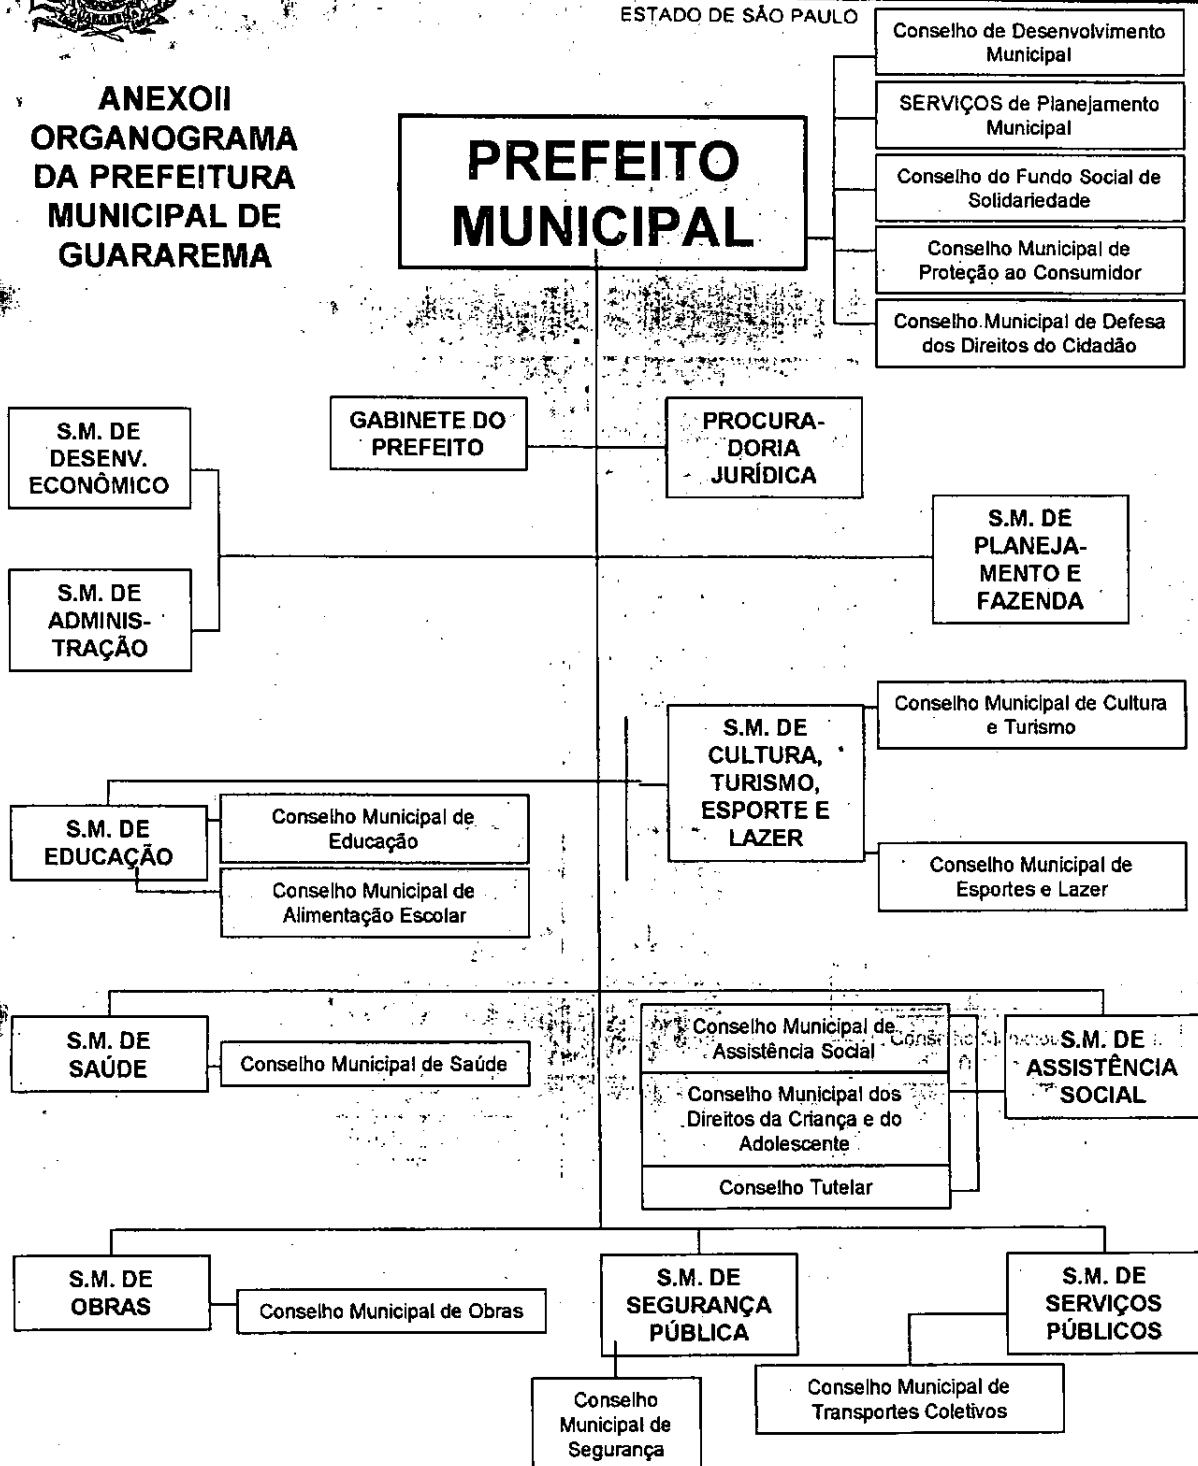 ESTADO DE SÃO PAULO
ANEXOII
ORGANOGRAMA
DA PREFEITURA
MUNICIPAL DE
GUARAREMA
PREFEITO
MUNICIPAL
Conselho de Desenvolvimento
Municipal
SERVIÇOS de Planejamento
Municipal
Conselho do Fundo Social de
Solidariedade
Conselho Municipal de
Proteção ao Consumidor
Conselho Municipal de Defesa
dos Direitos do Cidadão
S.M. DE
DESENV.
ECONÔMICO
GABINETE DO
PREFEITO
PROCURA-
DORIA
JURÍDICA
S.M. DE
PLANEJA-
MENTO E
FAZENDA
S.M. DE
ADMINIS-
TRAÇÃO
S.M. DE
CULTURA,
TURISMO,
ESPORTE E
LAZER
Conselho Municipal de Cultura
e Turismo
Conselho Municipal de
Esportes e Lazer
S.M. DE
EDUCAÇÃO
Conselho Municipal de
Educação
Conselho Municipal de
Alimentação Escolar
S.M. DE
SAÚDE
Conselho Municipal de Saúde
Conselho Municipal de
Assistência Social
Conselho Municipal dos
Direitos da Criança e do
Adolescente
Conselho Tutelar
S.M. DE
ASSISTÊNCIA
SOCIAL
S.M. DE
OBRAS
Conselho Municipal de Obras
S.M. DE
SEGURANÇA
PÚBLICA
Conselho
Municipal de
Segurança
S.M. DE
SERVIÇOS
PÚBLICOS
Conselho Municipal de
Transportes Coletivos